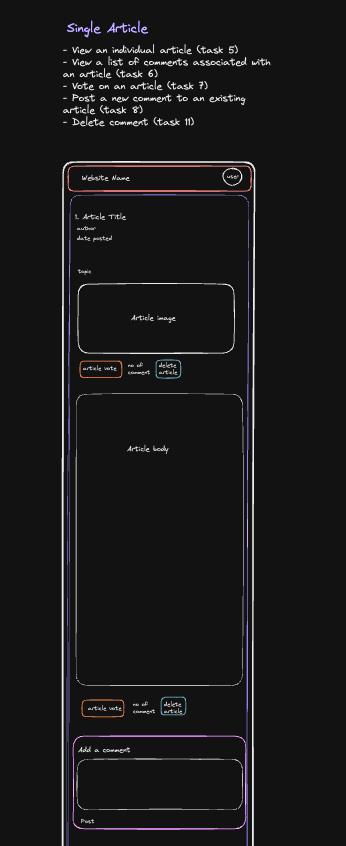 Single Article
- View an individual article (task 5)
- View a list of comments associated with
an article (task 6)
- Vote on an article (task 7)
- Post a new comment to an existing
article (task 8)
- Delete comment (task 11)
Website Name
user
1. Article Title
author
date posted
topic
Article image
article vote
no of
comment
delete
article
Article body
article vote
no of
comment
delete
article
Add a comment
Post